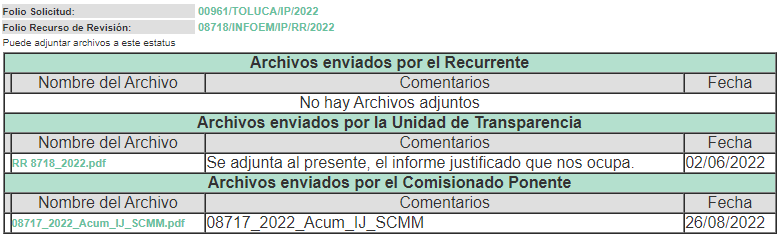 Folio Solicitud: 00961/TOLUCA/IP/2022
Folio Recurso de Revisión: 08718/INFOEM/IP/RR/2022
Puede adjuntar archivos a este estatus
Archivos enviados por el Recurrente
Nombre del Archivo Comentarios Fecha
No hay Archivos adjuntos
Archivos enviados por la Unidad de Transparencia
Nombre del Archivo Comentarios Fecha
RR 8718_2022.pdf Se adjunta al presente, el informe justificado que nos ocupa. 02/06/2022
Archivos enviados por el Comisionado Ponente
Nombre del Archivo Comentarios Fecha
08717_2022_Acum_IJ_SCMM.pdf 08717_2022_Acum_IJ_SCMM 26/08/2022